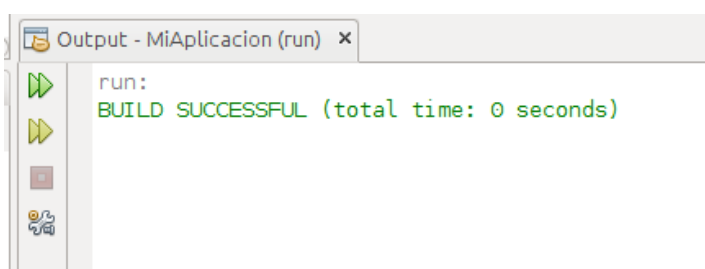 Output - MiAplicacion (run) ×
run:
BUILD SUCCESSFUL (total time: 0 seconds)